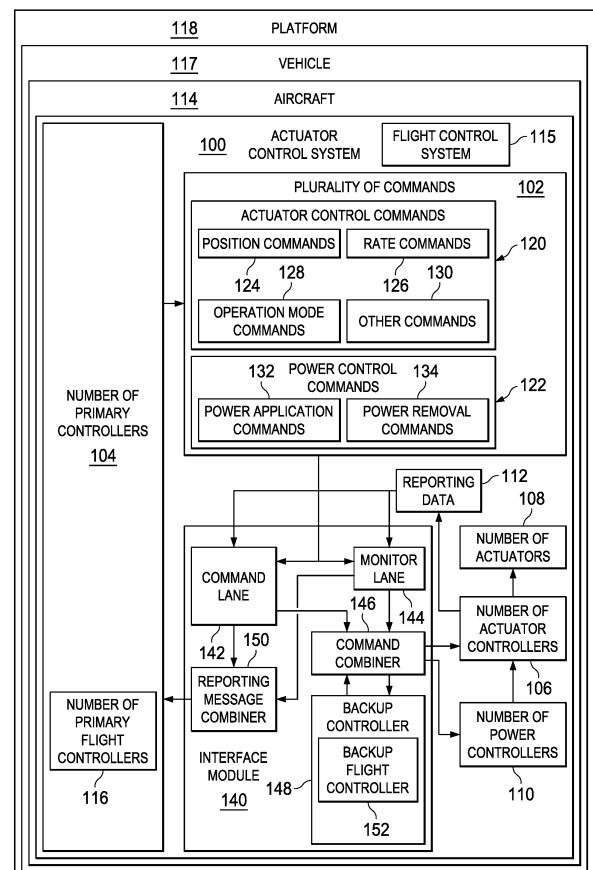 118 PLATFORM
117 VEHICLE
114 AIRCRAFT
100 ACTUATOR
CONTROL SYSTEM
FLIGHT CONTROL
SYSTEM
115
PLURALITY OF COMMANDS 102
ACTUATOR CONTROL COMMANDS
POSITION COMMANDS
RATE COMMANDS
120
124
128
126
130
OPERATION MODE
COMMANDS
OTHER COMMANDS
132
POWER CONTROL
COMMANDS
134
122
POWER APPLICATION
COMMANDS
POWER REMOVAL
COMMANDS
NUMBER OF
PRIMARY
CONTROLLERS
104
112
REPORTING
DATA
108
NUMBER OF
ACTUATORS
COMMAND
LANE
MONITOR
LANE
142
150
146
144
COMMAND
COMBINER
NUMBER OF
ACTUATOR
CONTROLLERS
106
REPORTING
MESSAGE
COMBINER
NUMBER OF
PRIMARY
FLIGHT
CONTROLLERS
116
INTERFACE
MODULE
140
148
BACKUP
CONTROLLER
BACKUP
FLIGHT
CONTROLLER
152
NUMBER OF
POWER
CONTROLLERS
110